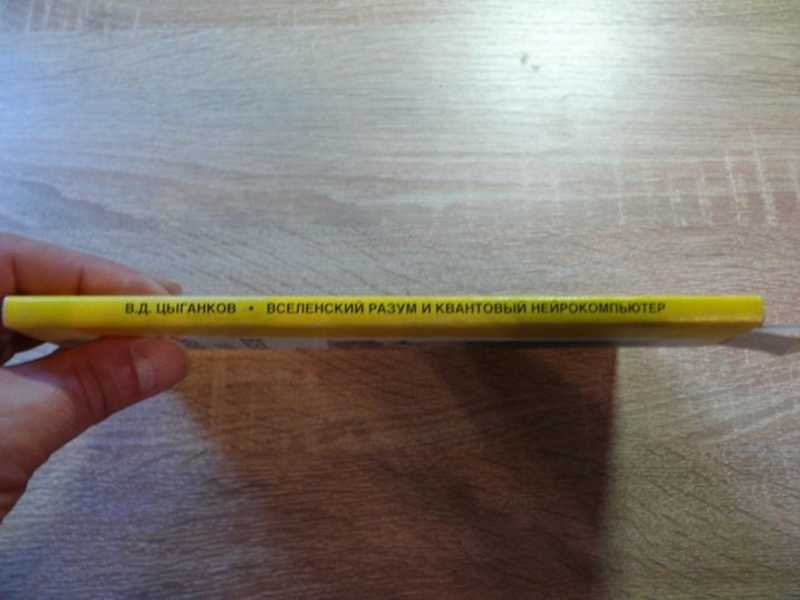 В.Д. ЦЫГАНКОВ • ВСЕЛЕНСКИЙ РАЗУМ И КВАНТОВЫЙ НЕЙРОКОМПЬЮТЕР